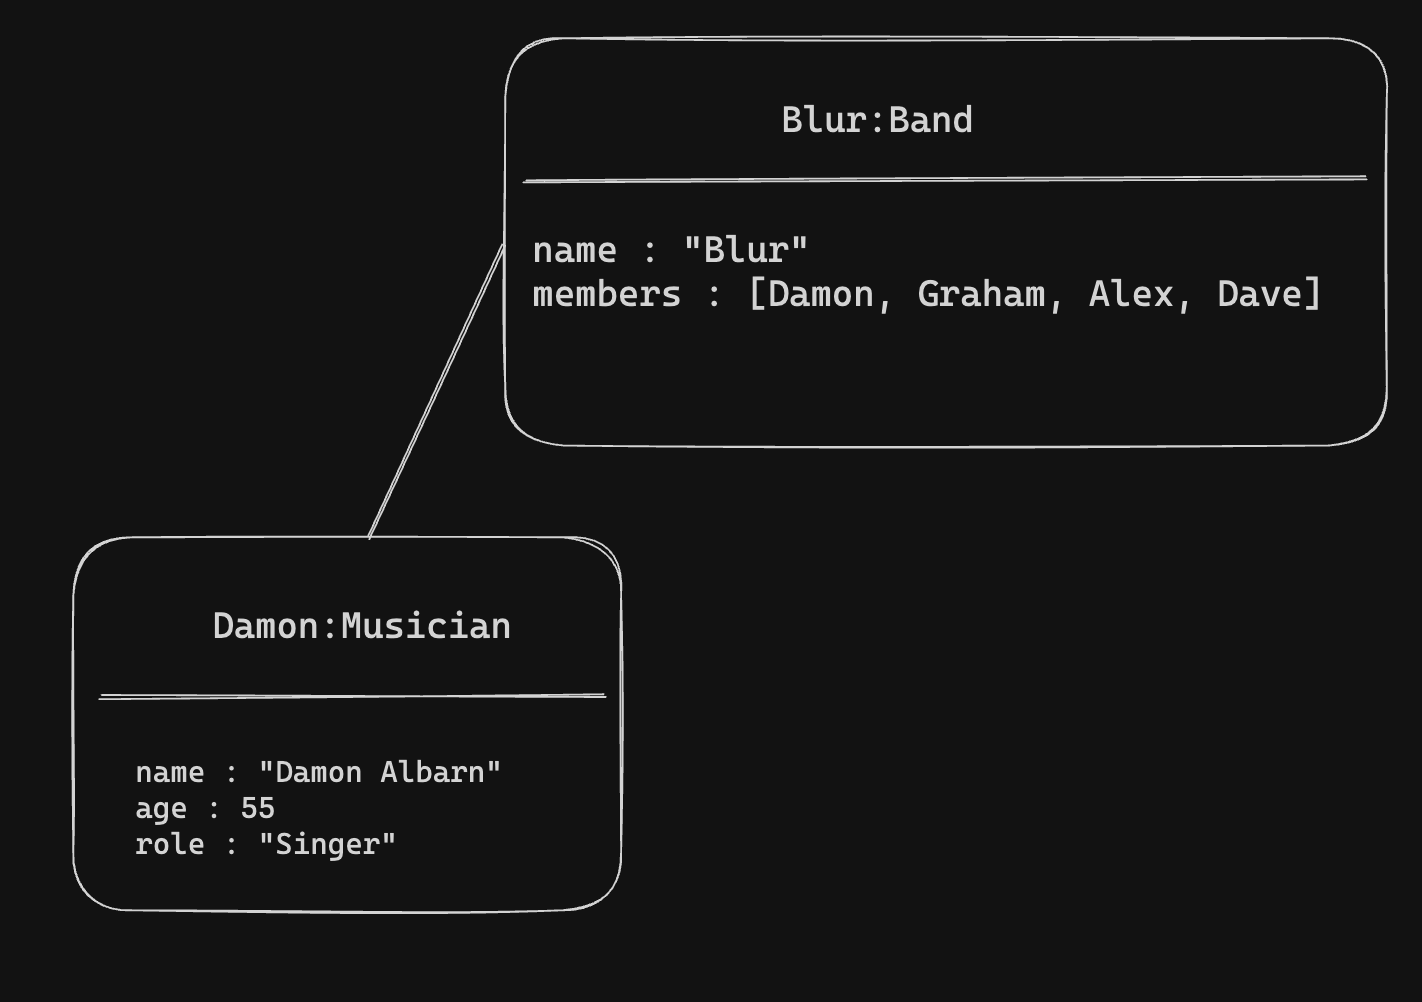 Blur:Band
name : "Blur"
members : [Damon, Graham, Alex, Dave]
Damon:Musician
name : "Damon Albarn"
age : 55
role : "Singer"